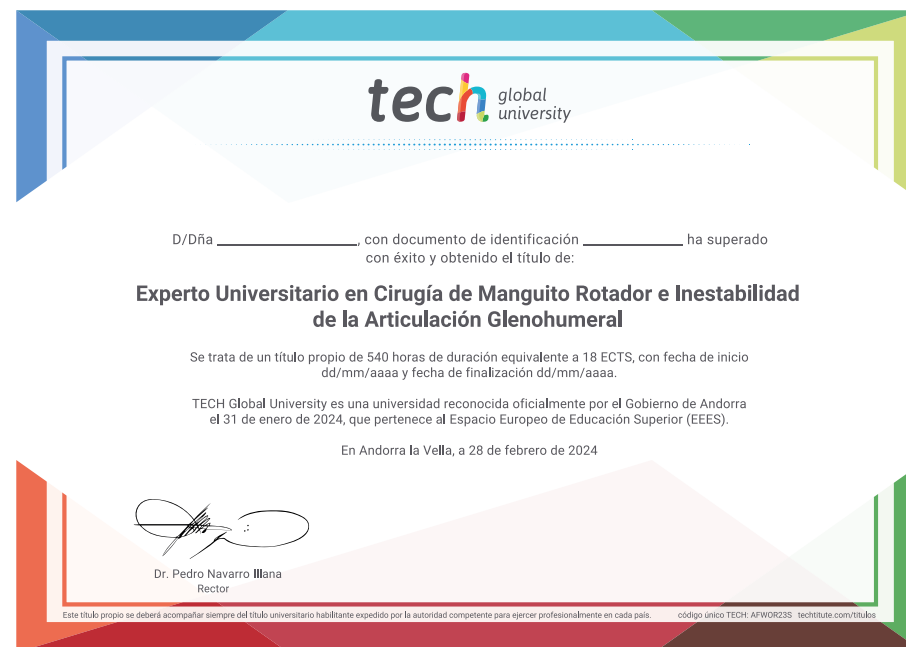 tech global
university
D/Dña ____________________, con documento de identificación ______________ ha superado
con éxito y obtenido el título de:
Experto Universitario en Cirugía de Manguito Rotador e Inestabilidad
de la Articulación Glenohumeral
Se trata de un título propio de 540 horas de duración equivalente a 18 ECTS, con fecha de inicio
dd/mm/aaaa y fecha de finalización dd/mm/aaaa.
TECH Global University es una universidad reconocida oficialmente por el Gobierno de Andorra
el 31 de enero de 2024, que pertenece al Espacio Europeo de Educación Superior (EEES).
En Andorra la Vella, a 28 de febrero de 2024
Dr. Pedro Navarro Illana
Rector
Este título propio se deberá acompañar siempre del título universitario habilitante expedido por la autoridad competente para ejercer profesionalmente en cada país. código único TECH: AFWOR23S techtitute.com/titulos